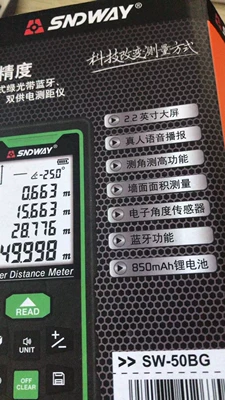 SNDWAY
科技改变测量方式
精度
式绿光带蓝牙、
双供电测距仪
SNDWAY
-25.0°
0.663 m
15.663 m
28.776 m
49.998 m
er Distance Meter
READ
UNIT
OFF
CLEAR
2.2英寸大屏
真人语音播报
测角测高功能
墙面面积测量
电子角度传感器
蓝牙功能
850mAh锂电池
>> SW-50BG